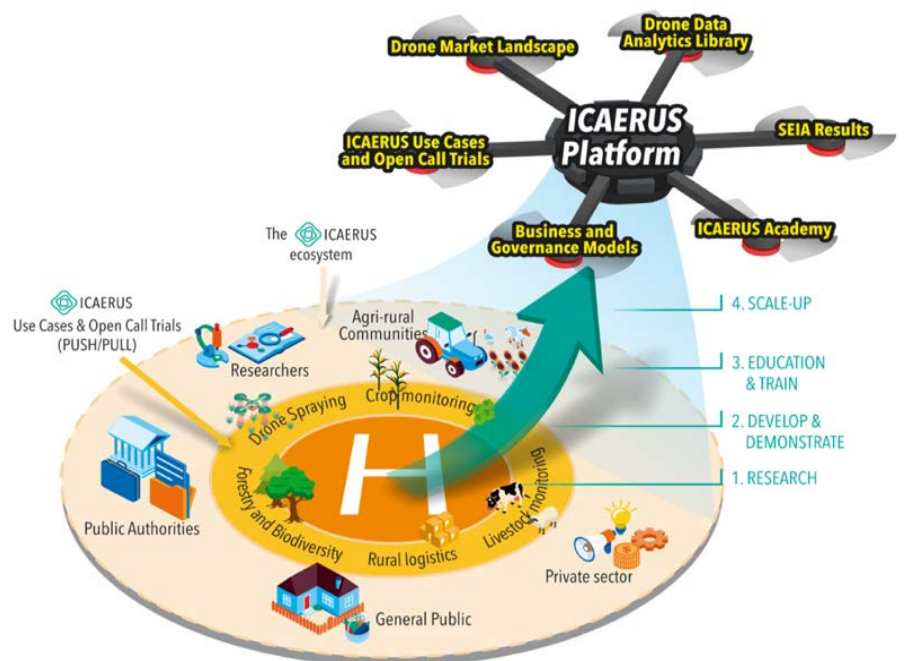 Drone Market Landscape
Drone Data
Analytics Library
ICAERUS
Platform
ICAERUS Use Cases
and Open Call Trials
SEIA Results
Business and
Governance Models
ICAERUS Academy
The ICAERUS
ecosystem
ICAERUS
Use Cases & Open Call Trials
(PUSH/PULL)
Agri-rural
Communities
Researchers
4. SCALE-UP
3. EDUCATION
& TRAIN
2. DEVELOP &
DEMONSTRATE
1. RESEARCH
Drone Spraying
Crop monitoring
H
Forestry and Biodiversity
Rural logistics
Livestock monitoring
Public Authorities
Private sector
General Public